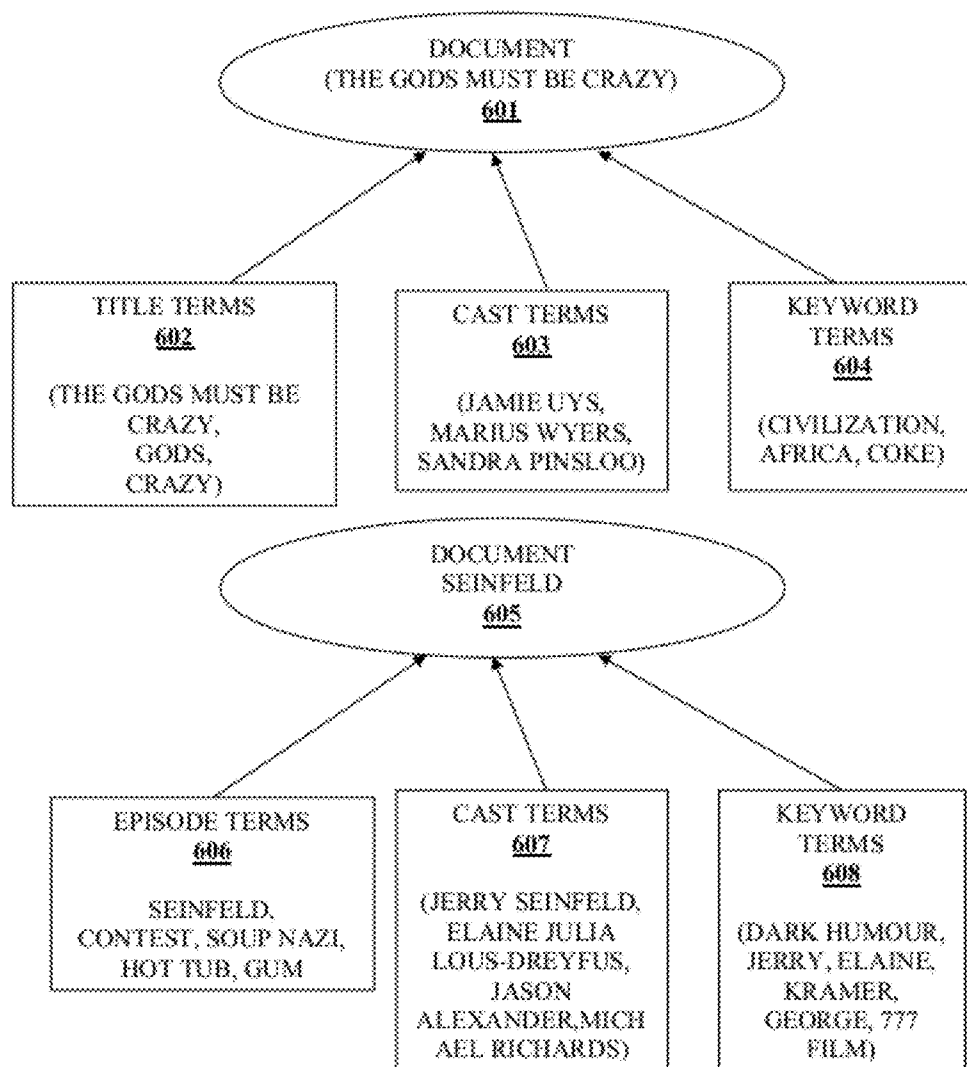 DOCUMENT
(THE GODS MUST BE CRAZY)
601
TITLE TERMS
602
(THE GODS MUST BE
CRAZY,
GODS,
CRAZY)
CAST TERMS
603
(JAMIE UYS,
MARIUS WYERS,
SANDRA PINSLOO)
KEYWORD
TERMS
604
(CIVILIZATION,
AFRICA, COKE)
DOCUMENT
SEINFELD
605
EPISODE TERMS
606
SEINFELD,
CONTEST, SOUP NAZI,
HOT TUB, GUM
CAST TERMS
607
(JERRY SEINFELD,
ELAINE JULIA
LOUS-DREYFUS,
JASON
ALEXANDER,MICH
AEL RICHARDS)
KEYWORD
TERMS
608
(DARK HUMOUR,
JERRY, ELAINE,
KRAMER,
GEORGE, 777
FILM)